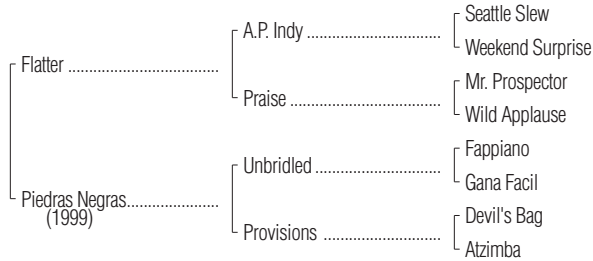 Seattle Slew
A.P. Indy ..................................
Weekend Surprise
Flatter ......................................
Mr. Prospector
Praise ......................................
Wild Applause
Fappiano
Unbridled ................................
Gana Facil
Piedras Negras.......................
(1999)
Devil's Bag
Provisions ..............................
Atzimba